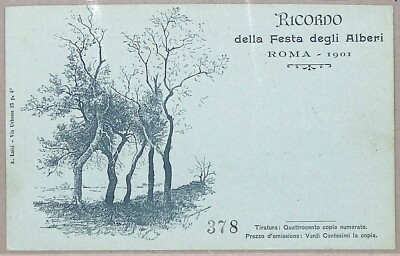 RICORDO
della Festa degli Alberi
ROMA - 1901
378
Tiratura: Quattrocento copie numerate.
Prezzo d'emissione: Venti Centesimi la copia.